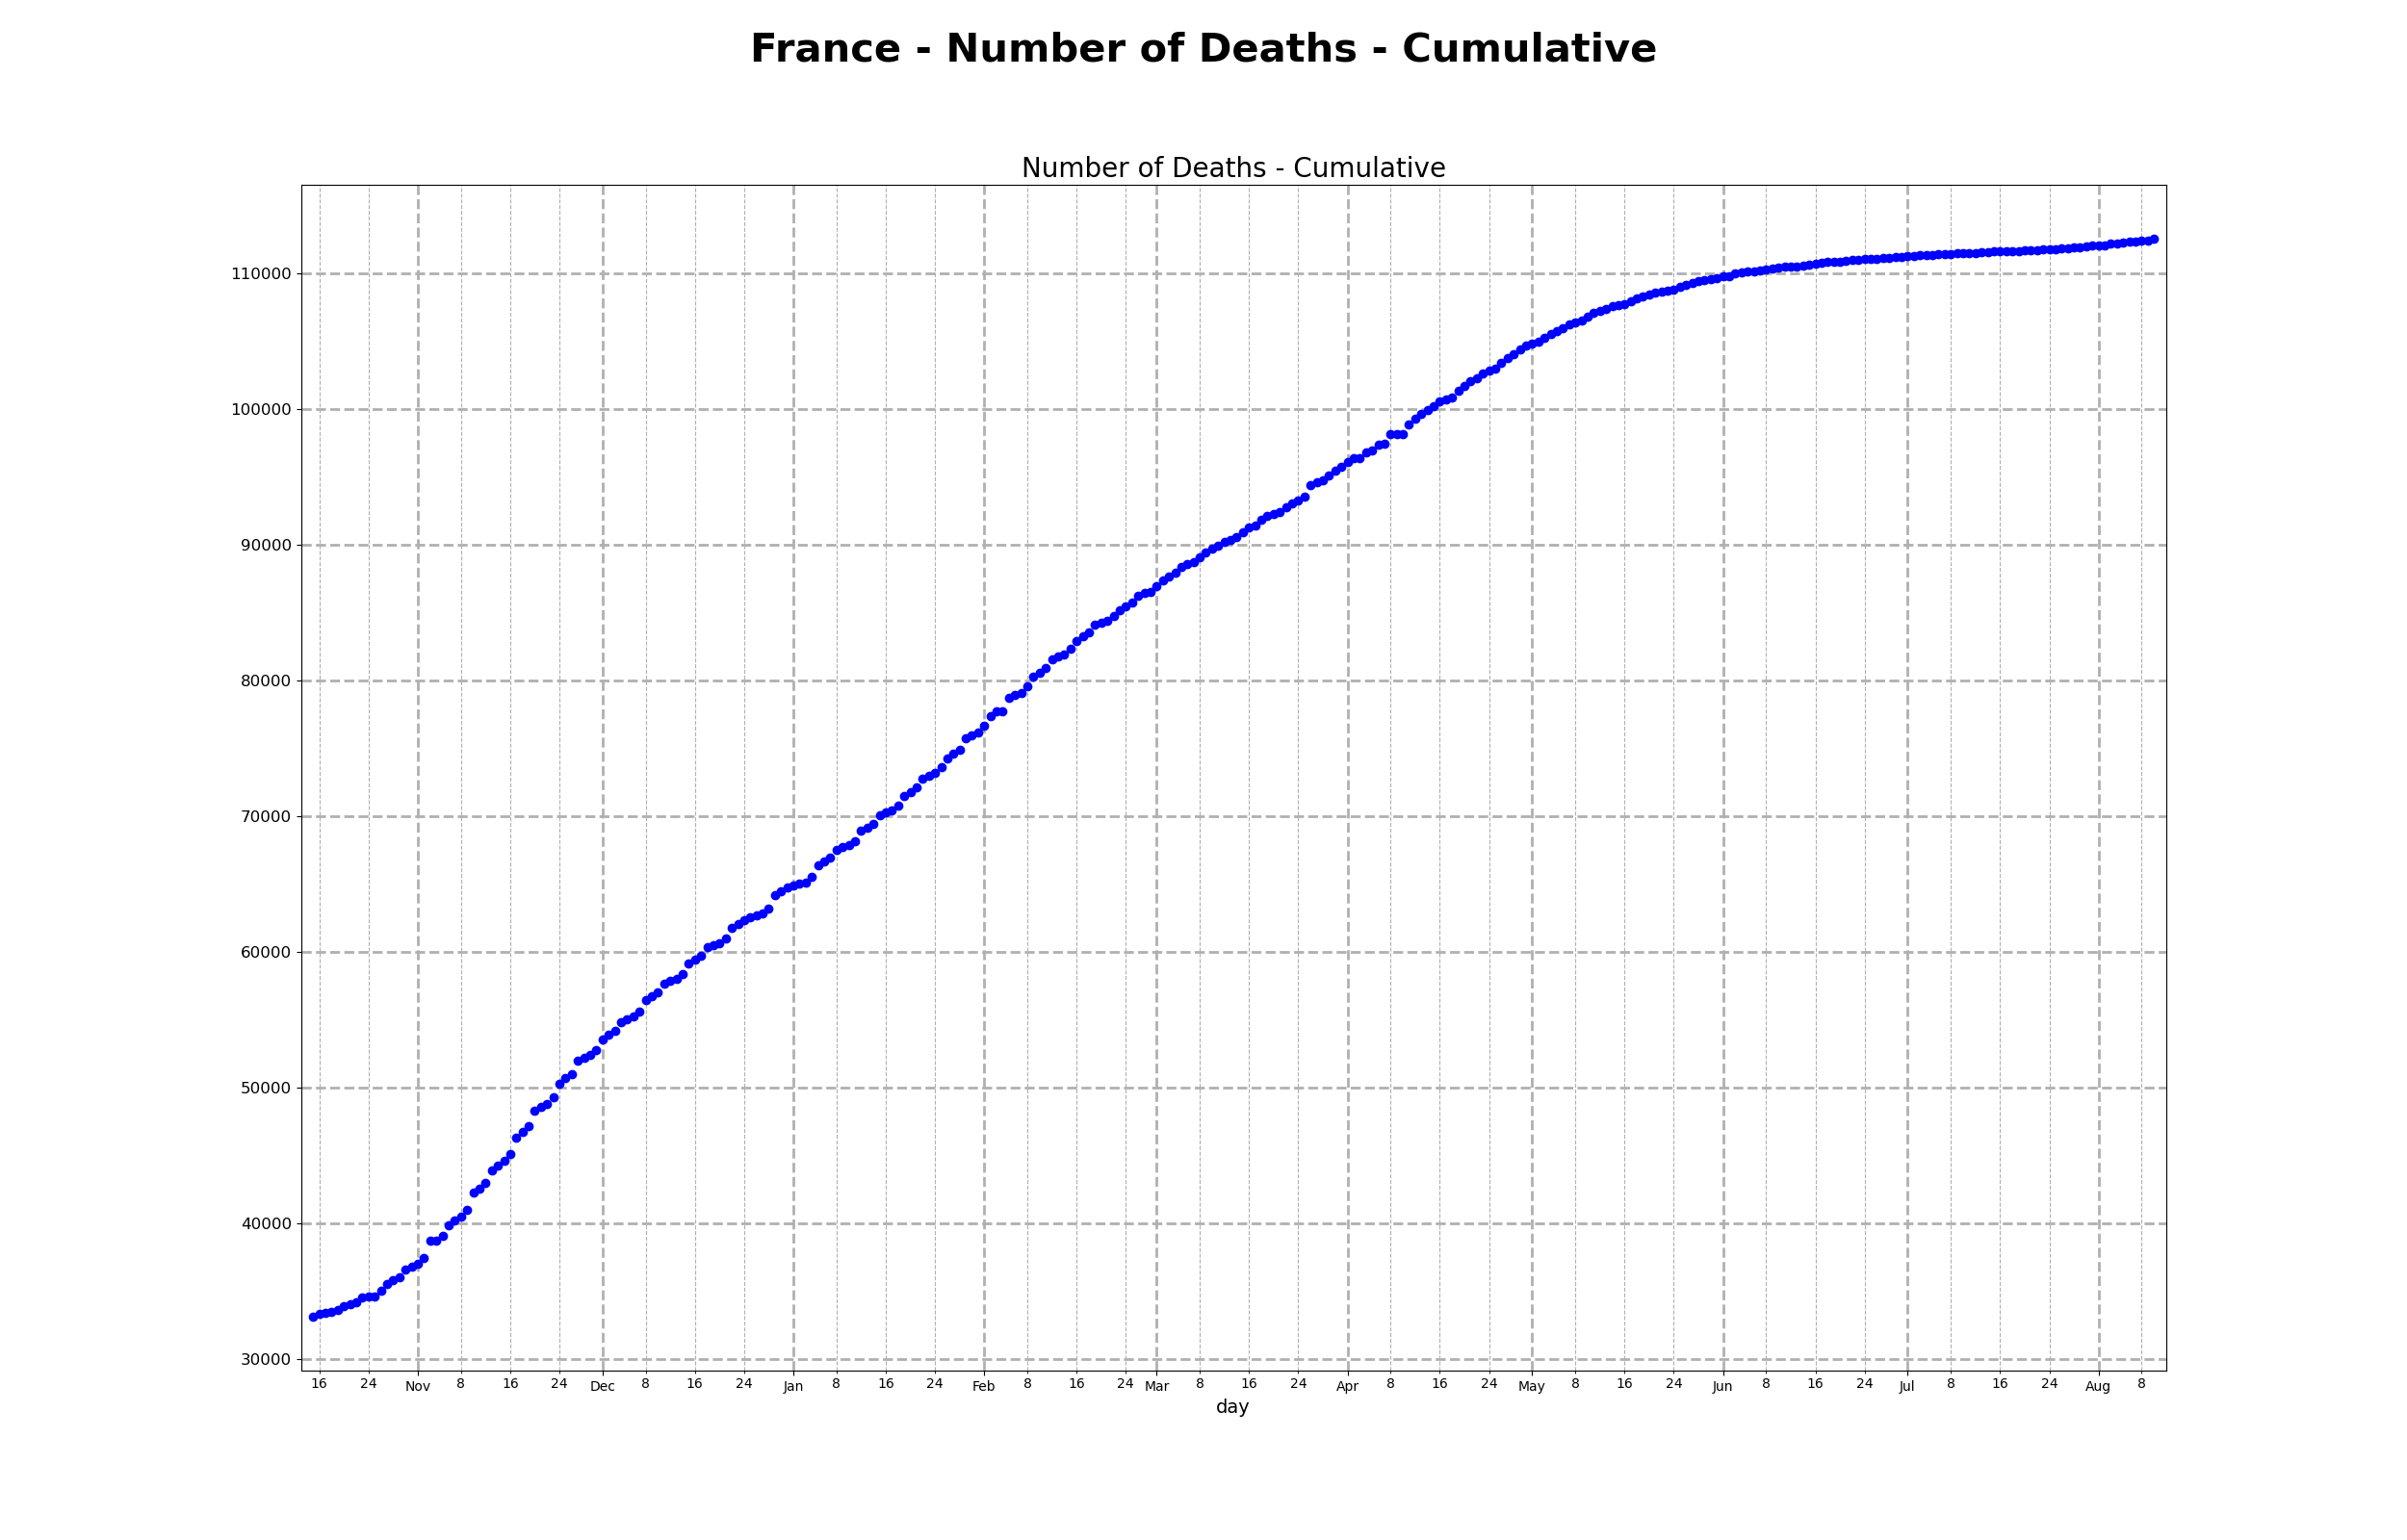 France - Number of Deaths - Cumulative
Number of Deaths - Cumulative
110000
100000
90000
80000
70000
60000
50000
40000
30000
16 24 Nov 8 16 24 Dec 8 16 24 Jan 8 16 24 Feb 8 16 24 Mar 8 16 24 Apr 8 16 24 May 8 16 24 Jun 8 16 24 Jul 8 16 24 Aug 8
day